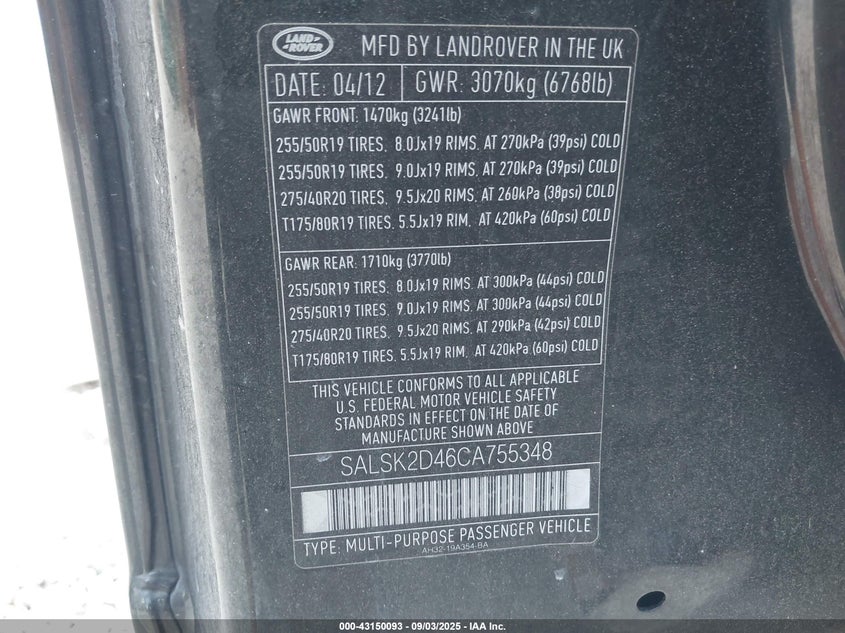 LAND ROVER
MFD BY LANDROVER IN THE UK
DATE: 04/12 GWR: 3070kg (6768lb)
GAWR FRONT: 1470kg (3241lb)
255/50R19 TIRES. 8.0Jx19 RIMS. AT 270kPa (39psi) COLD
255/50R19 TIRES. 9.0Jx19 RIMS. AT 270kPa (39psi) COLD
275/40R20 TIRES. 9.5Jx20 RIMS. AT 260kPa (38psi) COLD
T175/80R19 TIRES. 5.5Jx19 RIM. AT 420kPa (60psi) COLD
GAWR REAR: 1710kg (3770lb)
255/50R19 TIRES. 8.0Jx19 RIMS. AT 300kPa (44psi) COLD
255/50R19 TIRES. 9.0Jx19 RIMS. AT 300kPa (44psi) COLD
275/40R20 TIRES. 9.5Jx20 RIMS. AT 290kPa (42psi) COLD
T175/80R19 TIRES. 5.5Jx19 RIM. AT 420kPa (60psi) COLD
THIS VEHICLE CONFORMS TO ALL APPLICABLE
U.S. FEDERAL MOTOR VEHICLE SAFETY
STANDARDS IN EFFECT ON THE DATE OF
MANUFACTURE SHOWN ABOVE
SALSK2D46CA755348
TYPE: MULTI-PURPOSE PASSENGER VEHICLE
AH32-19A354-BA
000-43150093 - 09/03/2025 - IAA Inc.